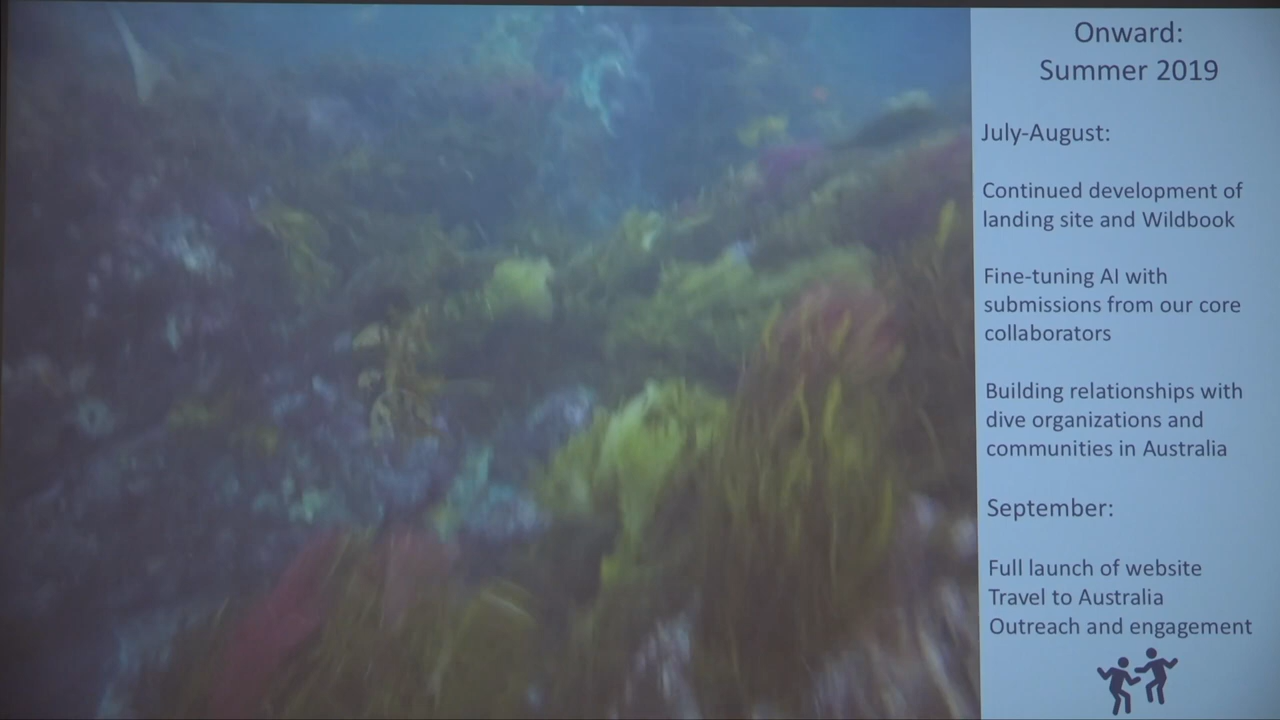 Onward:
Summer 2019
July-August:
Continued development of
landing site and Wildbook
Fine-tuning AI with
submissions from our core
collaborators
Building relationships with
dive organizations and
communities in Australia
September:
Full launch of website
Travel to Australia
Outreach and engagement